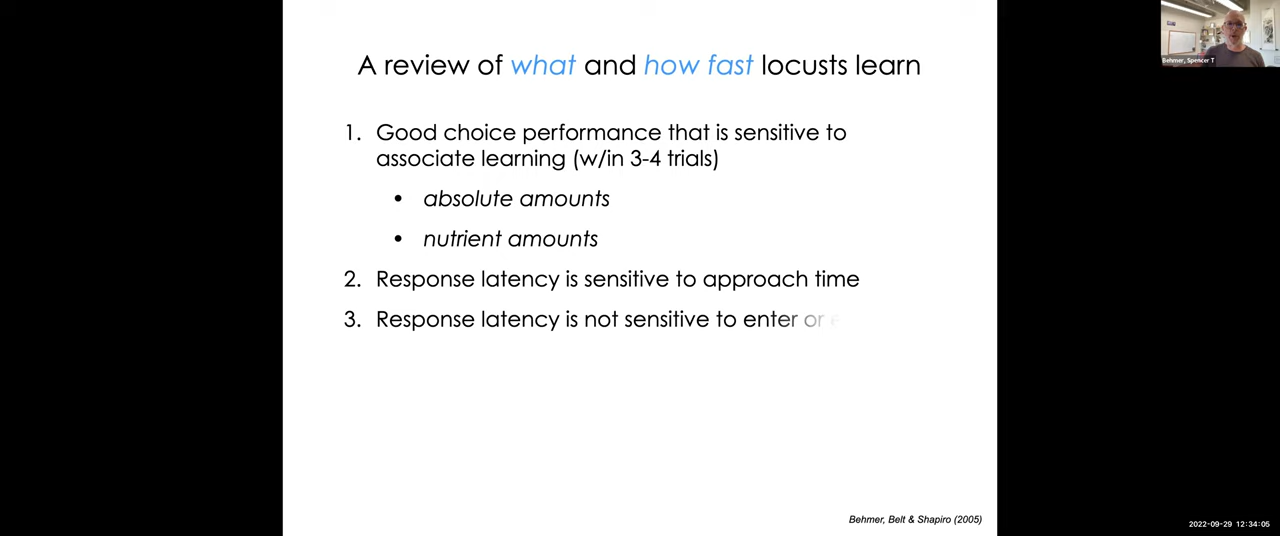 A review of what and how fast locusts learn
1. Good choice performance that is sensitive to
associate learning (w/in 3-4 trials)
• absolute amounts
• nutrient amounts
2. Response latency is sensitive to approach time
3. Response latency is not sensitive to enter or
Behmer, Belt & Shapiro (2005)
Behmer, Spencer T
2022-09-29 12:34:05